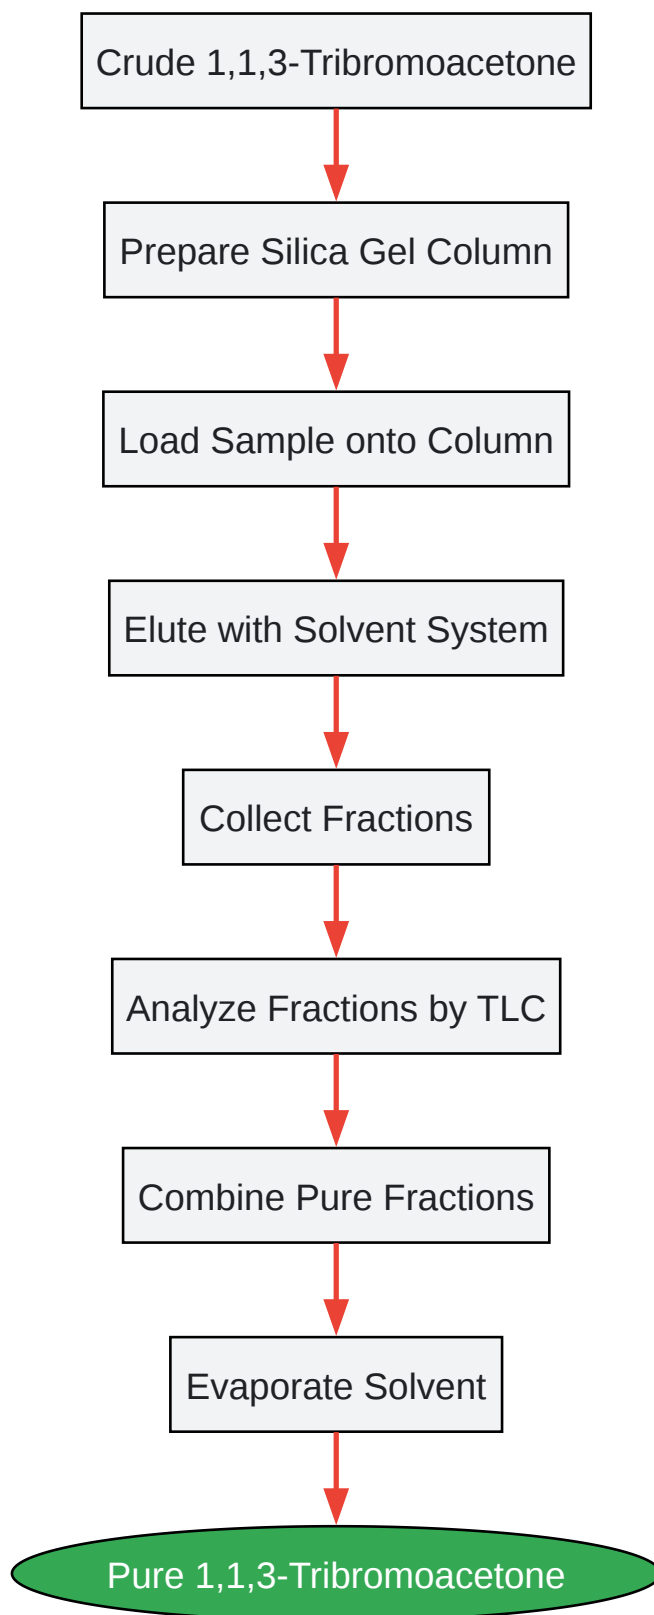 Crude 1,1,3-Tribromoacetone
Prepare Silica Gel Column
Load Sample onto Column
Elute with Solvent System
Collect Fractions
Analyze Fractions by TLC
Combine Pure Fractions
Evaporate Solvent
Pure 1,1,3-Tribromoacetone